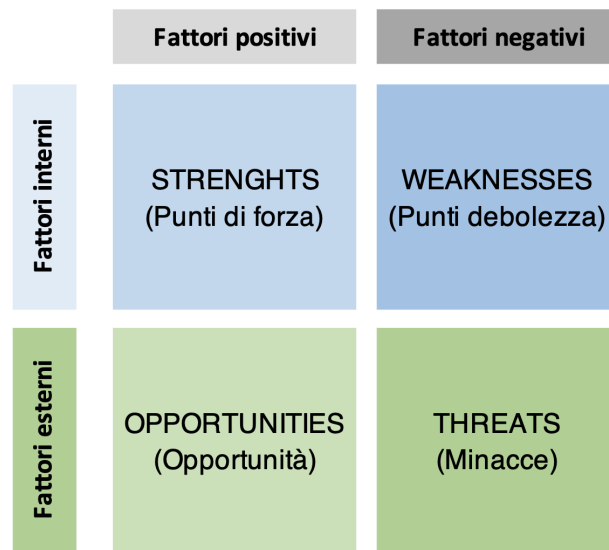 Fattori positivi
Fattori negativi
Fattori interni
STRENGHTS
(Punti di forza)
WEAKNESSES
(Punti debolezza)
Fattori esterni
OPPORTUNITIES
(Opportunità)
THREATS
(Minacce)